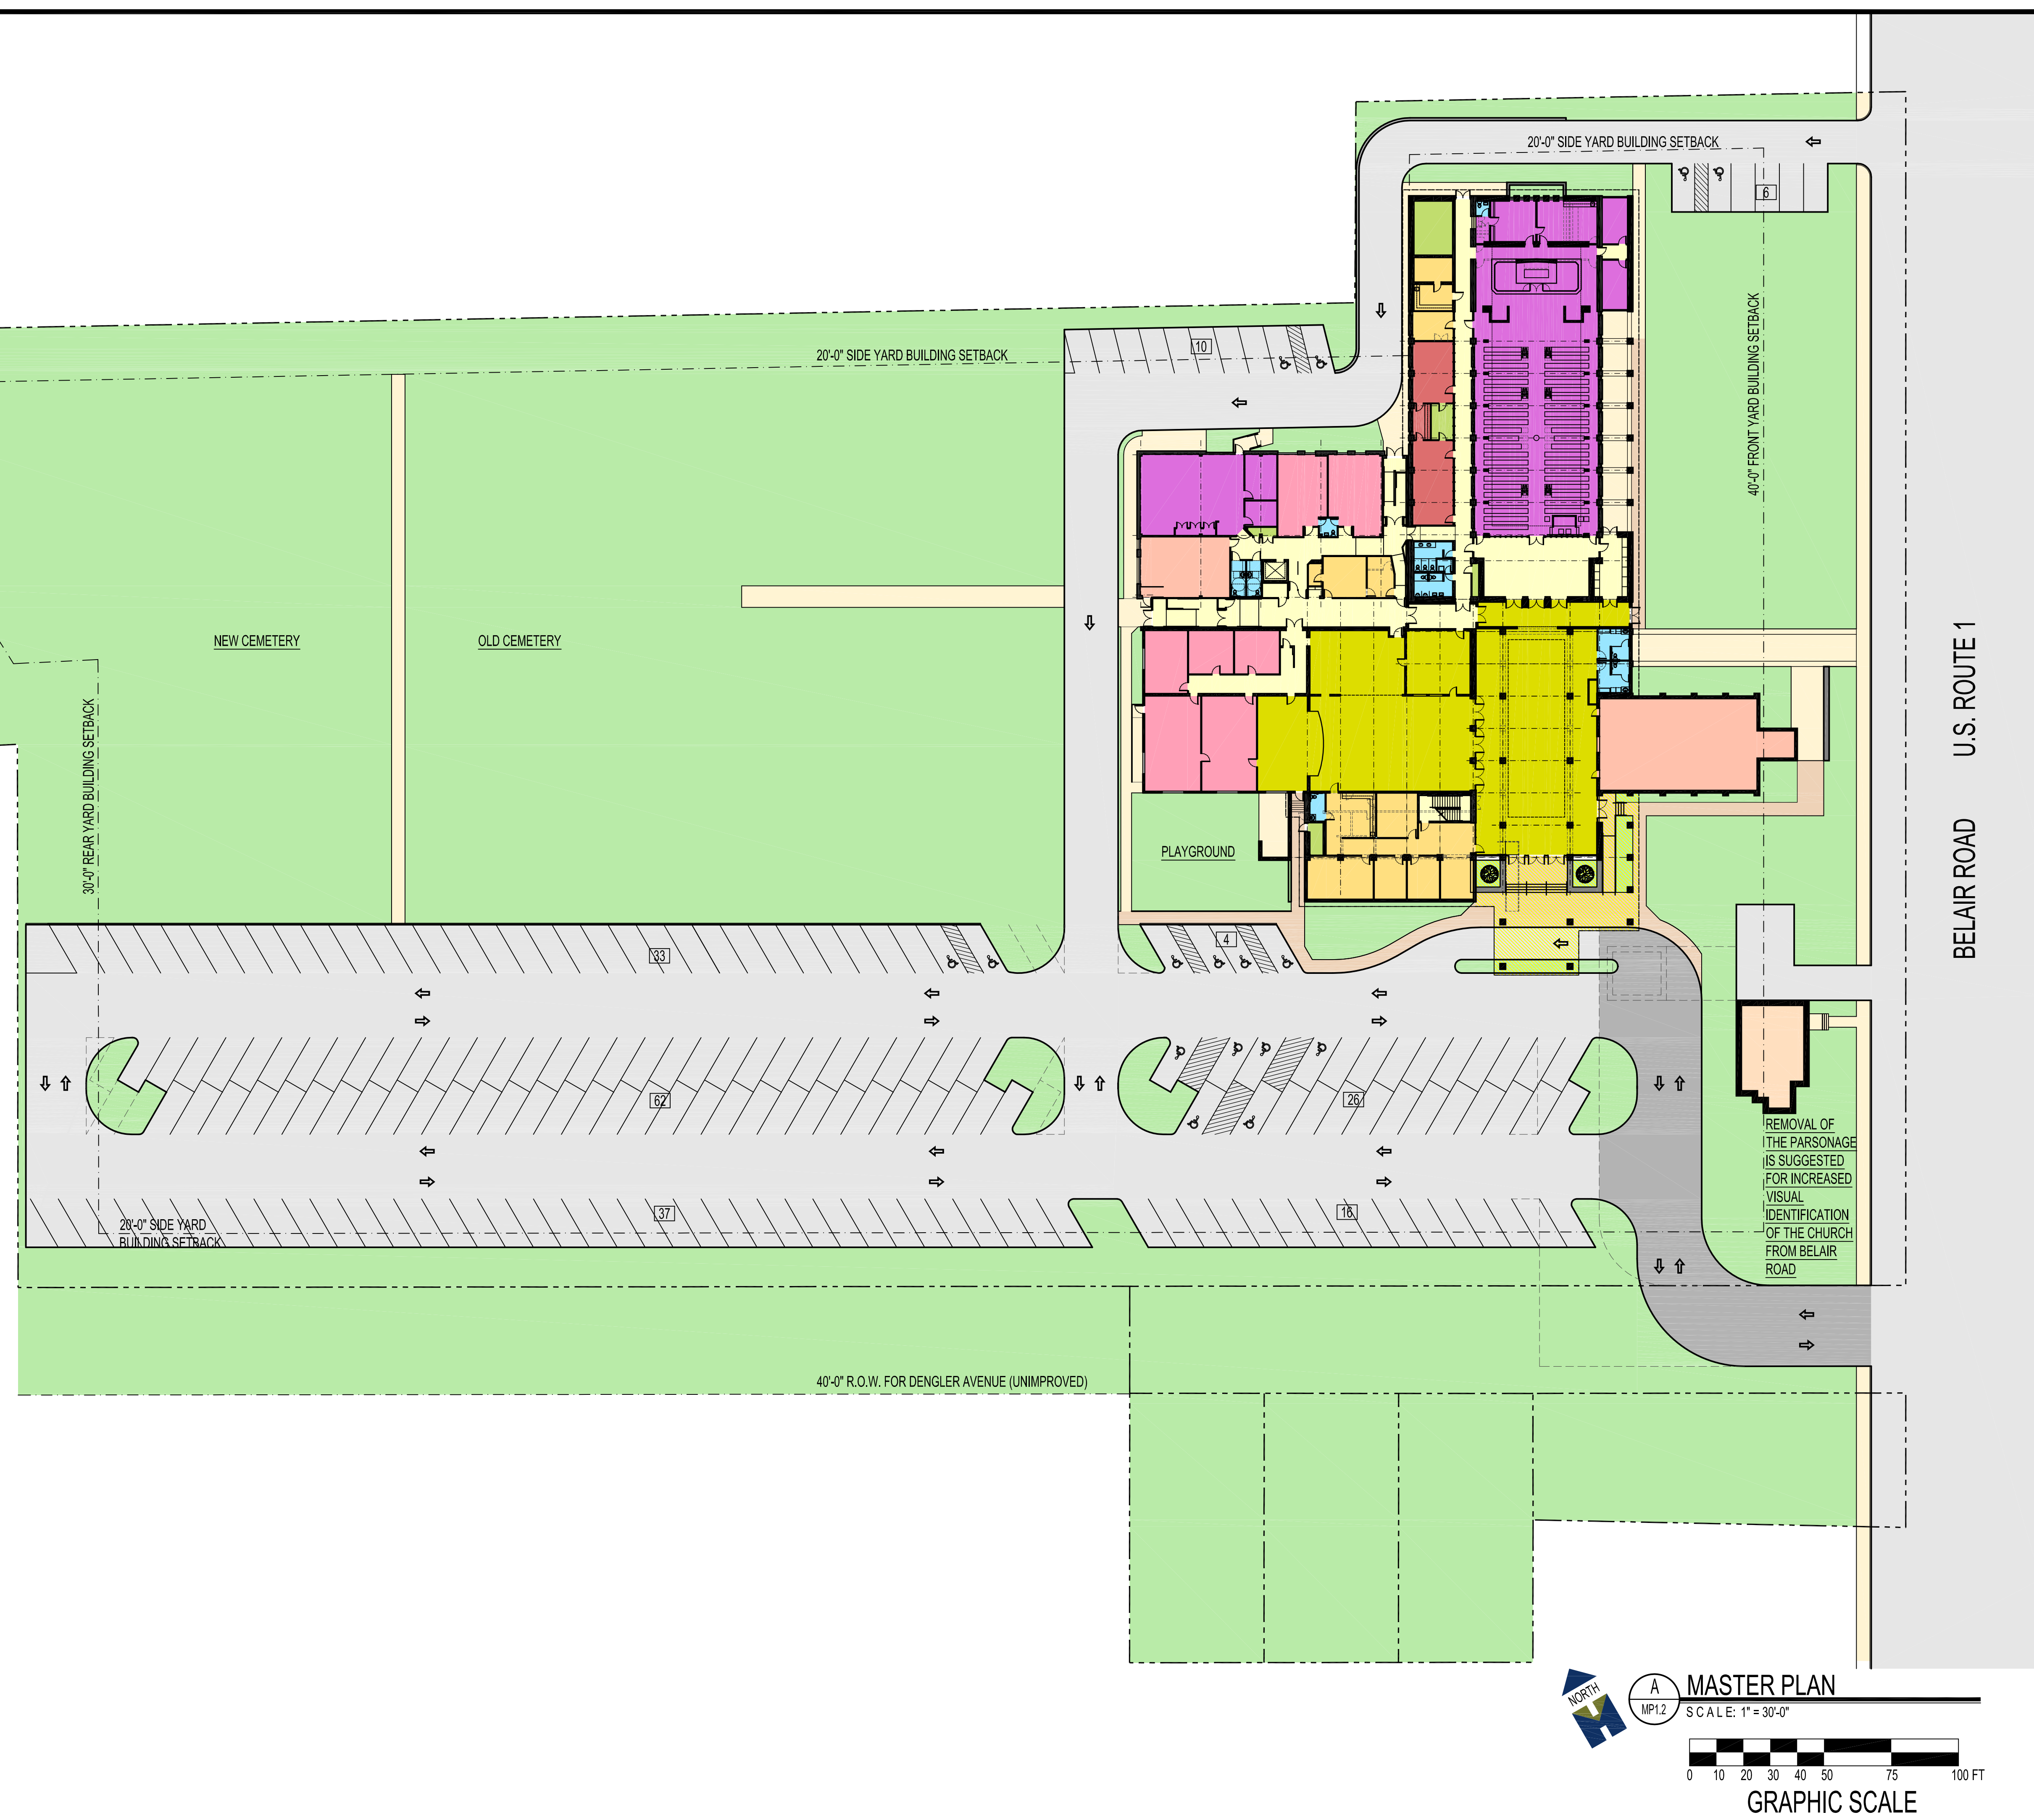 20'-0" SIDE YARD BUILDING SETBACK
6
40'-0" FRONT YARD BUILDING SETBACK
10
20'-0" SIDE YARD BUILDING SETBACK
NEW CEMETERY
OLD CEMETERY
BELAIR ROAD U.S. ROUTE 1
30'-0" REAR YARD BUILDING SETBACK
PLAYGROUND
33
4
62
26
REMOVAL OF
THE PARSONAGE
IS SUGGESTED
FOR INCREASED
VISUAL
IDENTIFICATION
OF THE CHURCH
FROM BELAIR
ROAD
37
16
20'-0" SIDE YARD
BUILDING SETBACK
40'-0" R.O.W. FOR DENGLER AVENUE (UNIMPROVED)
NORTH
A
MP1.2
MASTER PLAN
SCALE: 1" = 30'-0"
0 10 20 30 40 50 75 100 FT
GRAPHIC SCALE